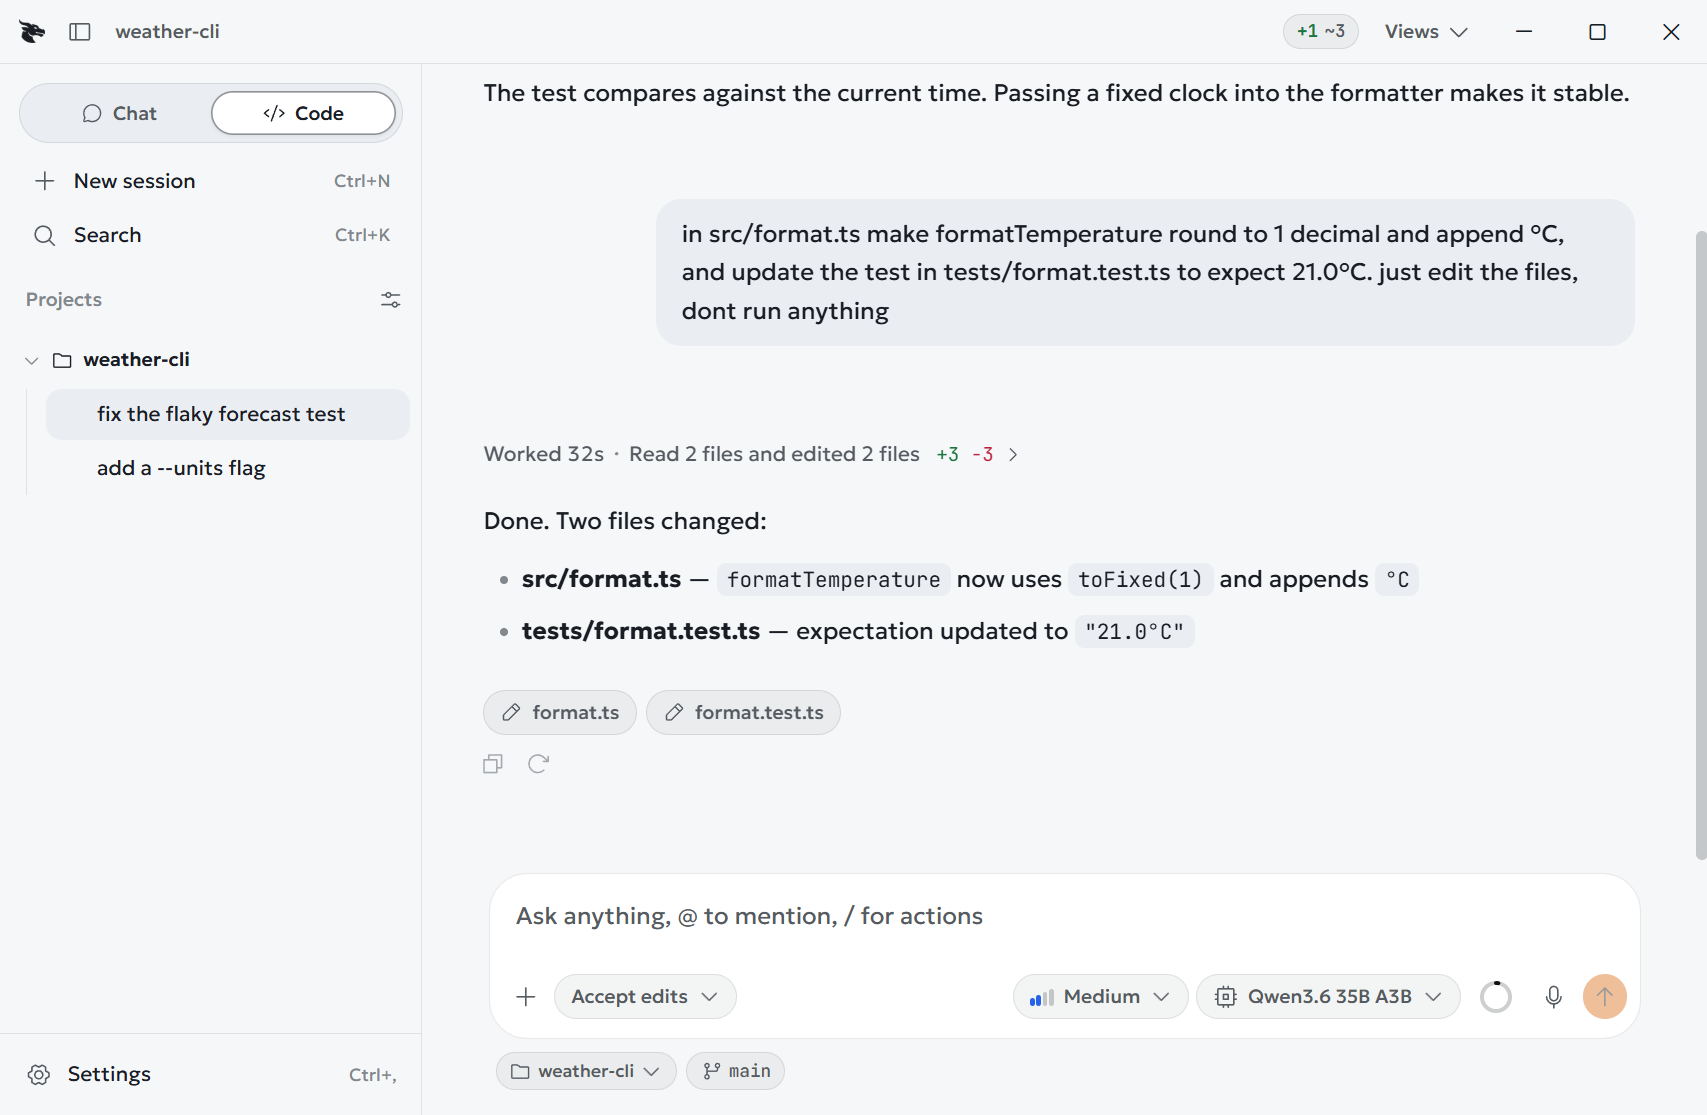 weather-cli
+1 ~3
Views
Chat
</> Code
New session Ctrl+N
Search Ctrl+K
Projects
weather-cli
fix the flaky forecast test
add a --units flag
Settings Ctrl+,
The test compares against the current time. Passing a fixed clock into the formatter makes it stable.
in src/format.ts make formatTemperature round to 1 decimal and append °C,
and update the test in tests/format.test.ts to expect 21.0°C. just edit the files,
dont run anything
Worked 32s · Read 2 files and edited 2 files +3 -3
Done. Two files changed:
• src/format.ts — formatTemperature now uses toFixed(1) and appends °C
• tests/format.test.ts — expectation updated to "21.0°C"
format.ts
format.test.ts
Ask anything, @ to mention, / for actions
Accept edits
Medium
Qwen3.6 35B A3B
weather-cli
main